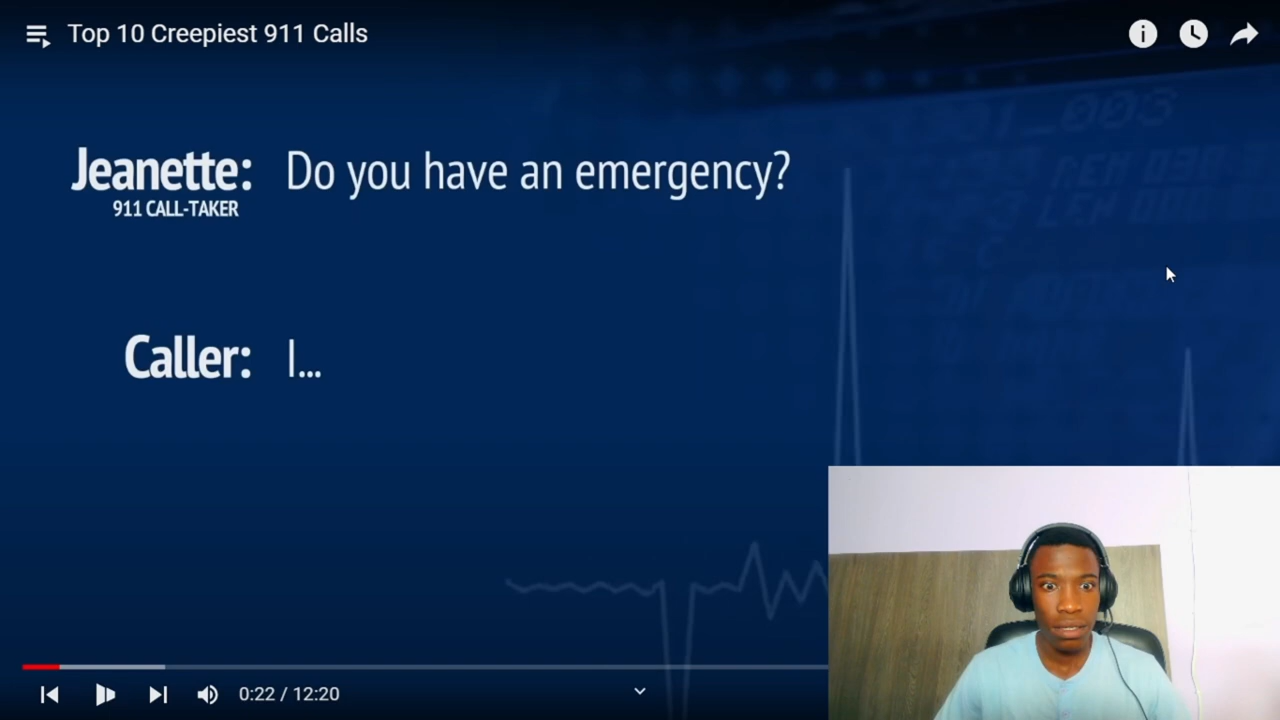 Top 10 Creepiest 911 Calls
Jeanette: Do you have an emergency?
911 CALL-TAKER
Caller: I...
0:22 / 12:20